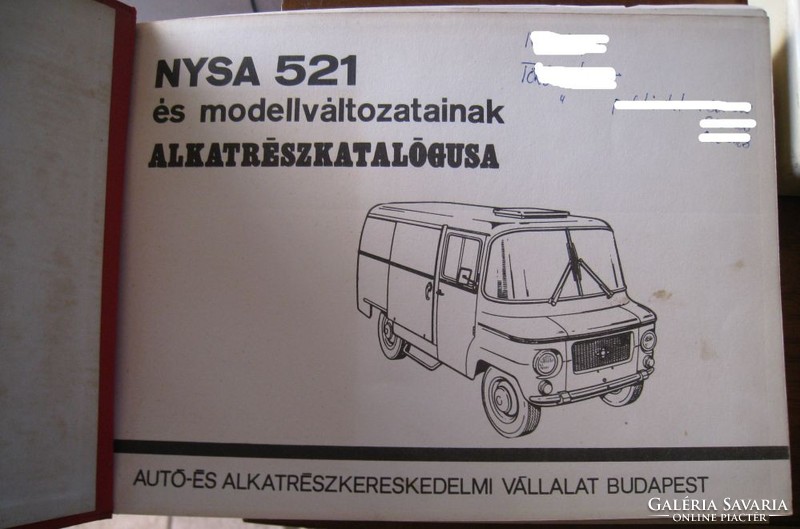 NYSA 521
és modellváltozatainak
ALKATRÉSZKATALÓGUSA
AUTÓ-ÉS ALKATRÉSZKERESKEDELMI VÁLLALAT BUDAPEST
GALÉRIA SAVARIA
ONLINE PIACTÉR